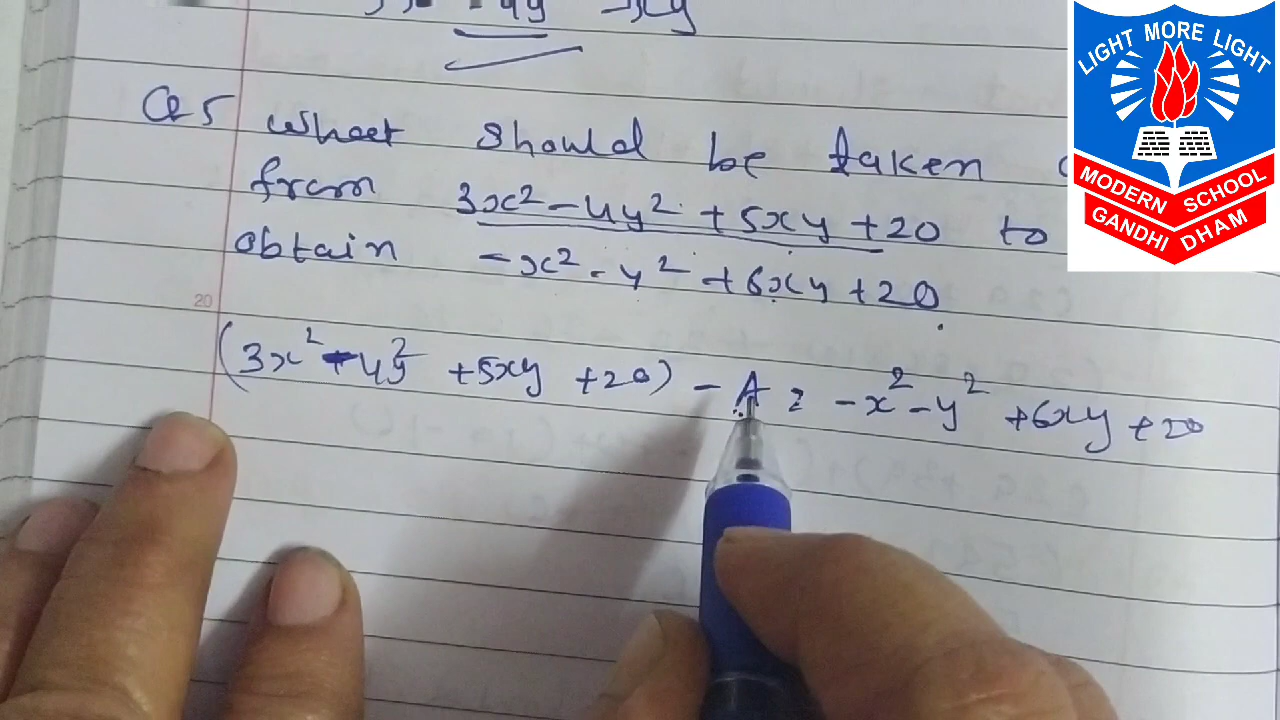 Q5 What should be taken
from 3x² - 4y² + 5xy + 20 to
obtain - x² - y² + 6xy + 20.
20
(3x² - 4y² + 5xy + 20) - A = - x² - y² + 6xy + 20
LIGHT MORE LIGHT
MODERN SCHOOL
GANDHI DHAM